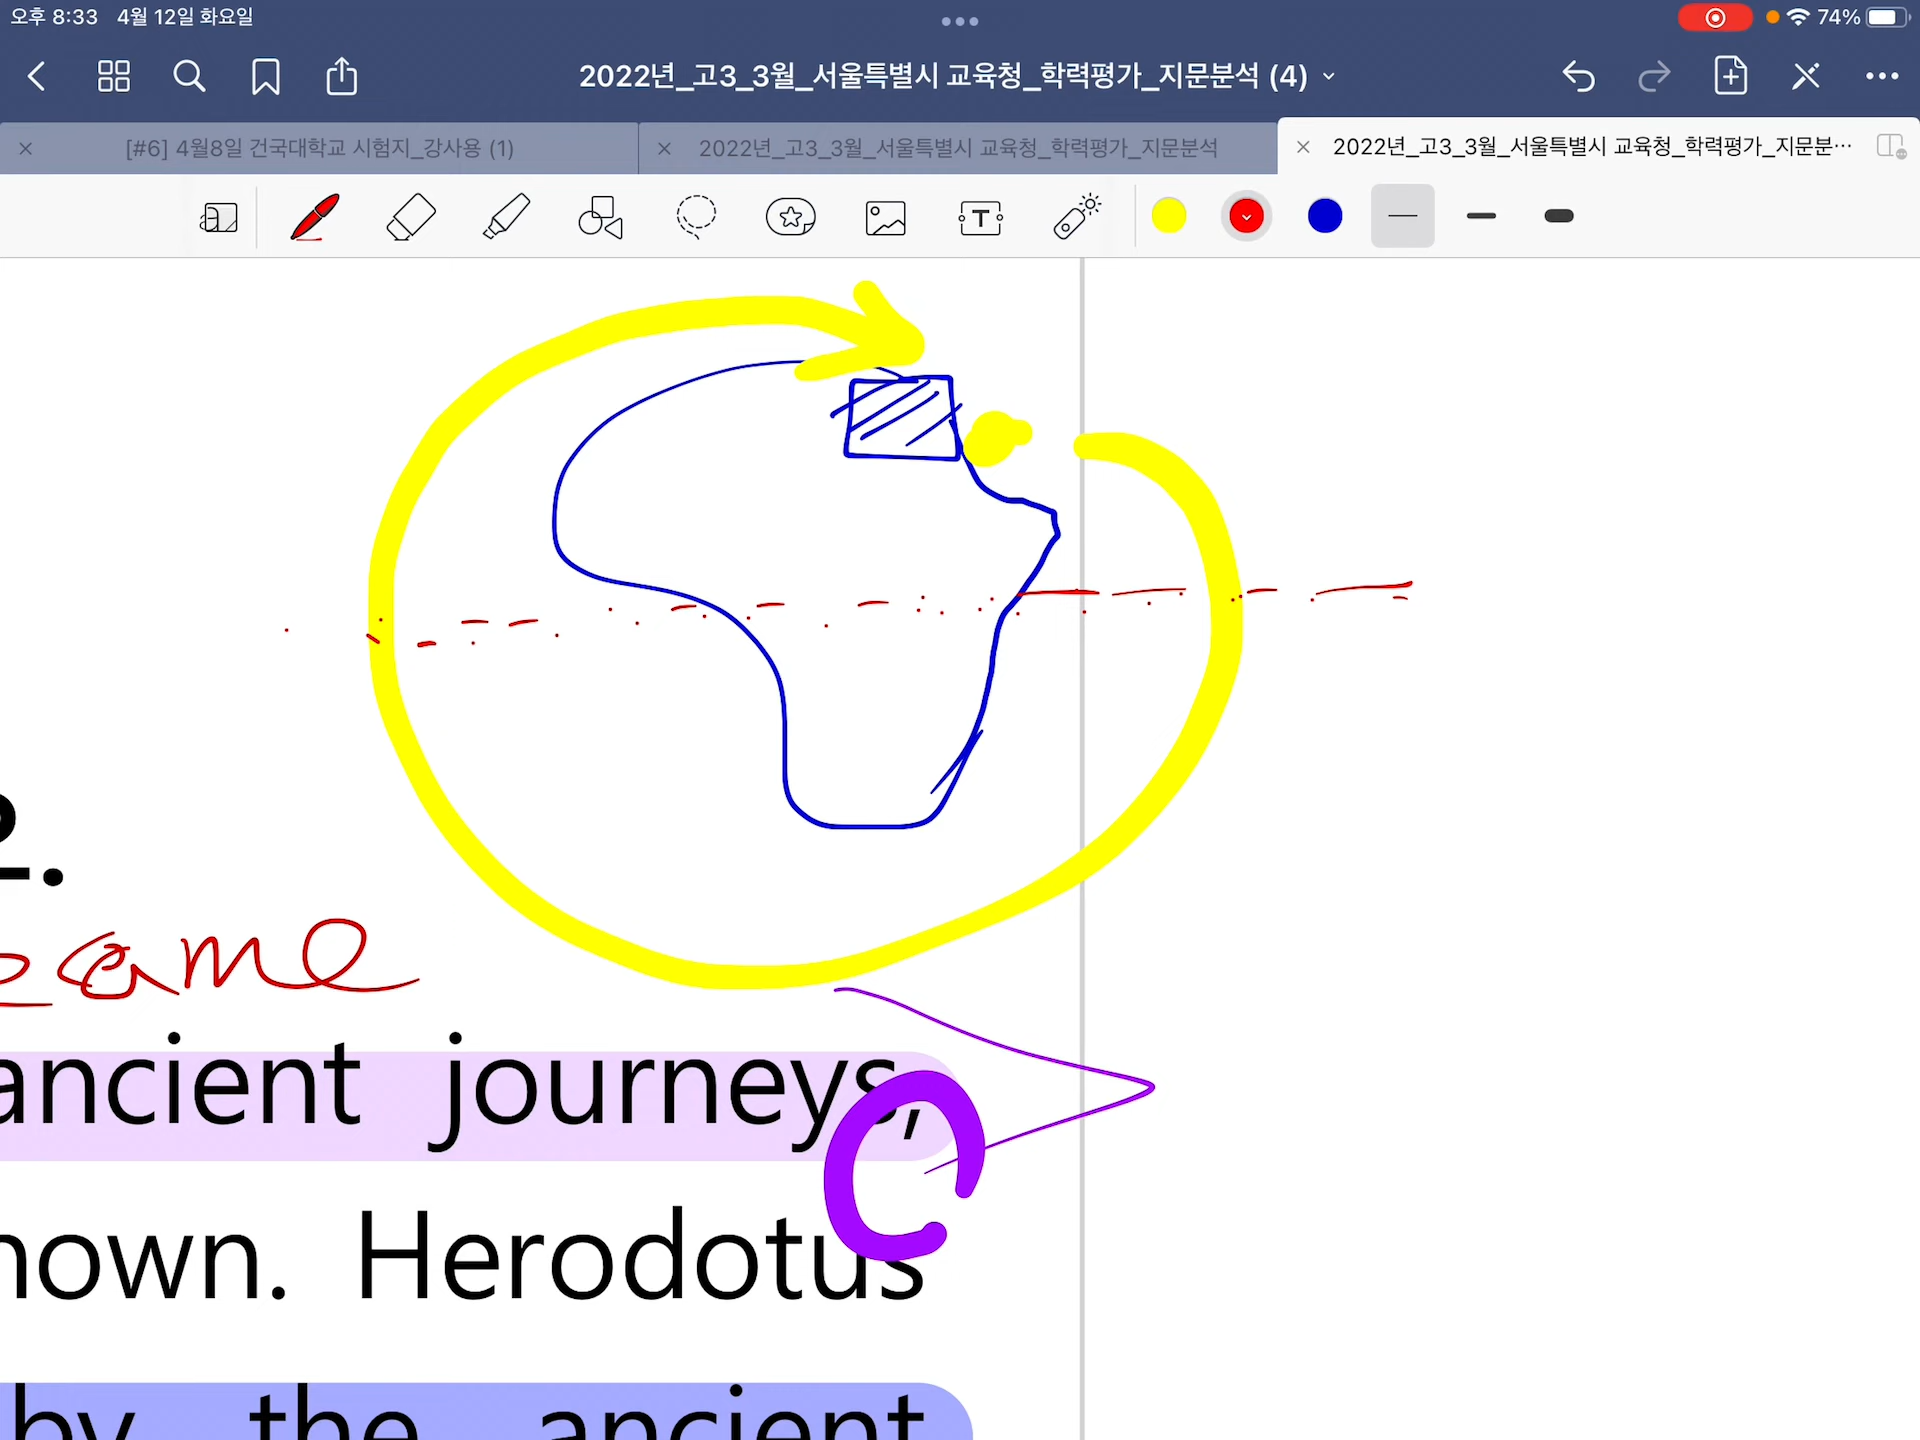 오후 8:33 4월 12일 화요일
74%
2022년_고3_3월_서울특별시 교육청_학력평가_지문분석 (4)
[#6] 4월8일 건국대학교 시험지_강사용 (1)
2022년_고3_3월_서울특별시 교육청_학력평가_지문분석
2022년_고3_3월_서울특별시 교육청_학력평가_지문분…
ancient journeys,
Herodotus
by the ancient